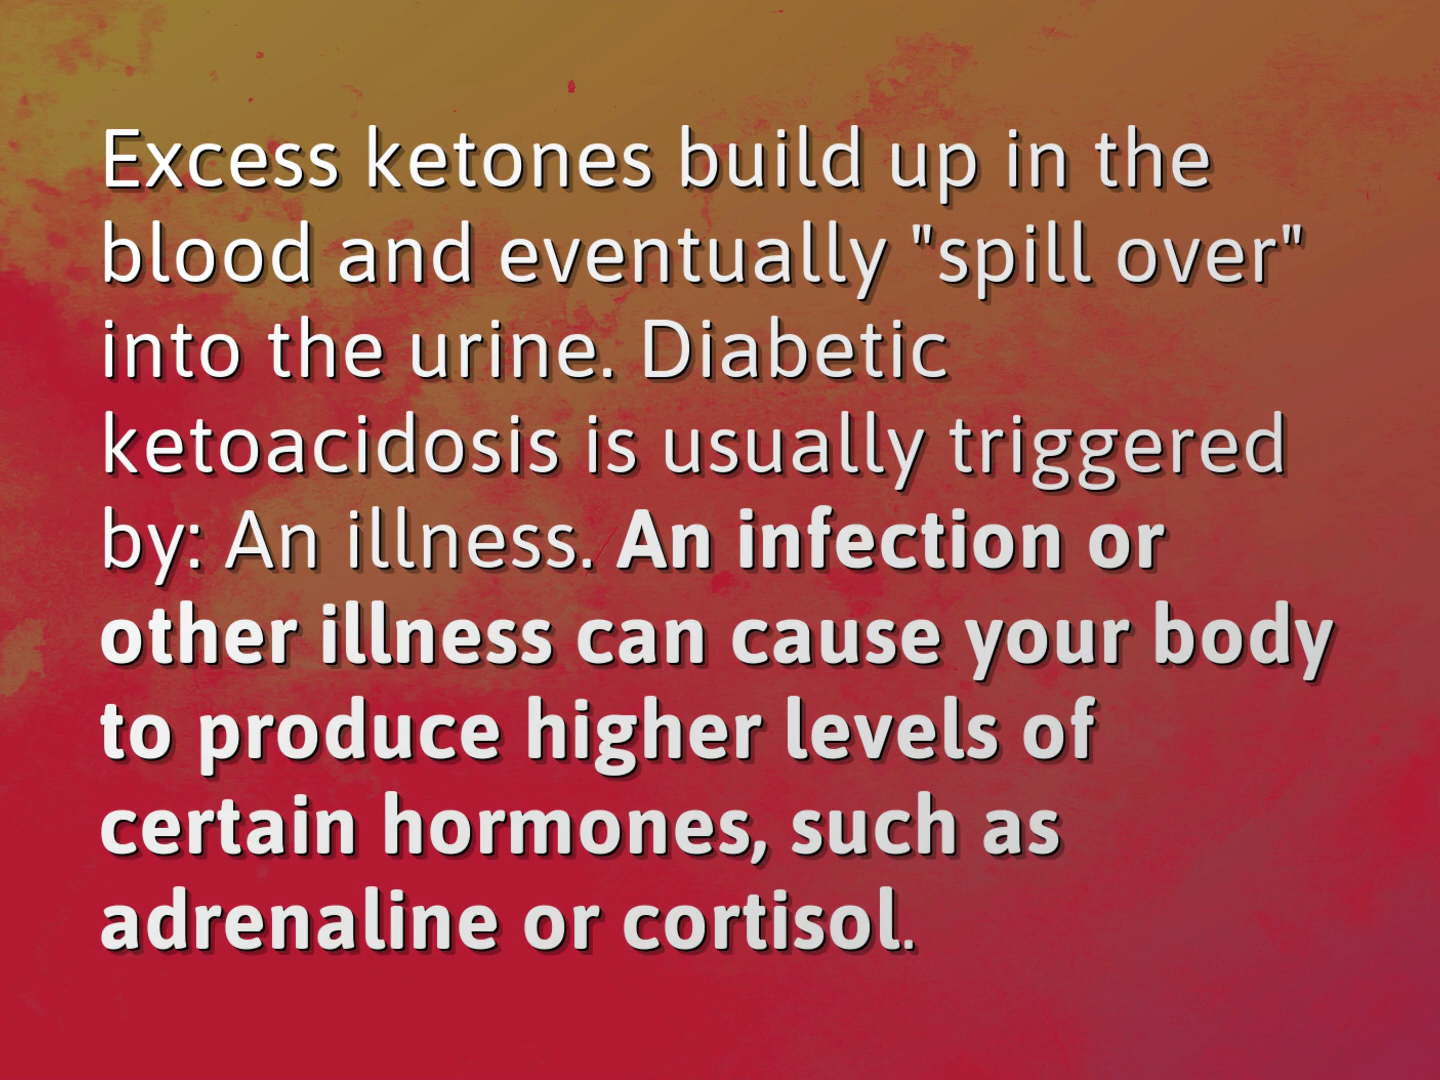 Excess ketones build up in the
blood and eventually "spill over"
into the urine. Diabetic
ketoacidosis is usually triggered
by: An illness. An infection or
other illness can cause your body
to produce higher levels of
certain hormones, such as
adrenaline or cortisol.